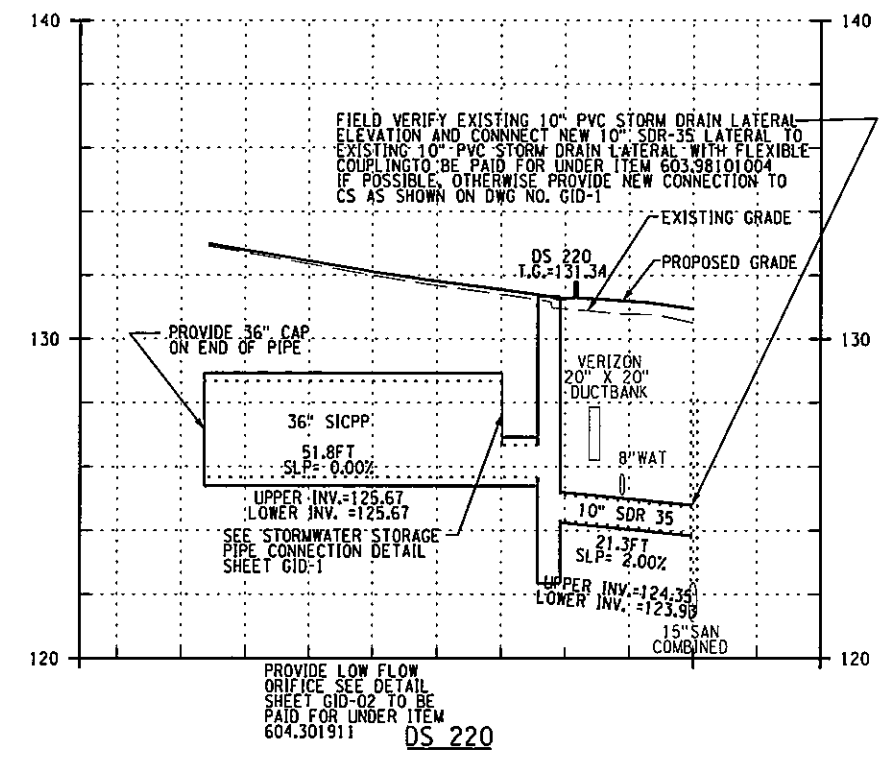 140
140
FIELD VERIFY EXISTING 10" PVC STORM DRAIN LATERAL
ELEVATION AND CONNNECT NEW 10" SDR-35 LATERAL TO
EXISTING 10" PVC STORM DRAIN LATERAL WITH FLEXIBLE
COUPLINGTO BE PAID FOR UNDER ITEM 603.98101004
IF POSSIBLE, OTHERWISE PROVIDE NEW CONNECTION TO
CS AS SHOWN ON DWG NO. GID-1
EXISTING GRADE
DS 220
T.G.=131.34
PROPOSED GRADE
130
130
PROVIDE 36" CAP
ON END OF PIPE
VERIZON
20" X 20"
DUCTBANK
36" SICPP
51.8FT
SLP= 0.00%
8"WAT
UPPER INV.=125.67
LOWER INV. =125.67
10" SDR 35
21.3FT
SLP= 2.00%
SEE STORMWATER STORAGE
PIPE CONNECTION DETAIL
SHEET GID-1
UPPER INV.=124.35
LOWER INV. =123.93
15"SAN
COMBINED
120
120
PROVIDE LOW FLOW
ORIFICE SEE DETAIL
SHEET GID-02 TO BE
PAID FOR UNDER ITEM
604.301911
DS 220